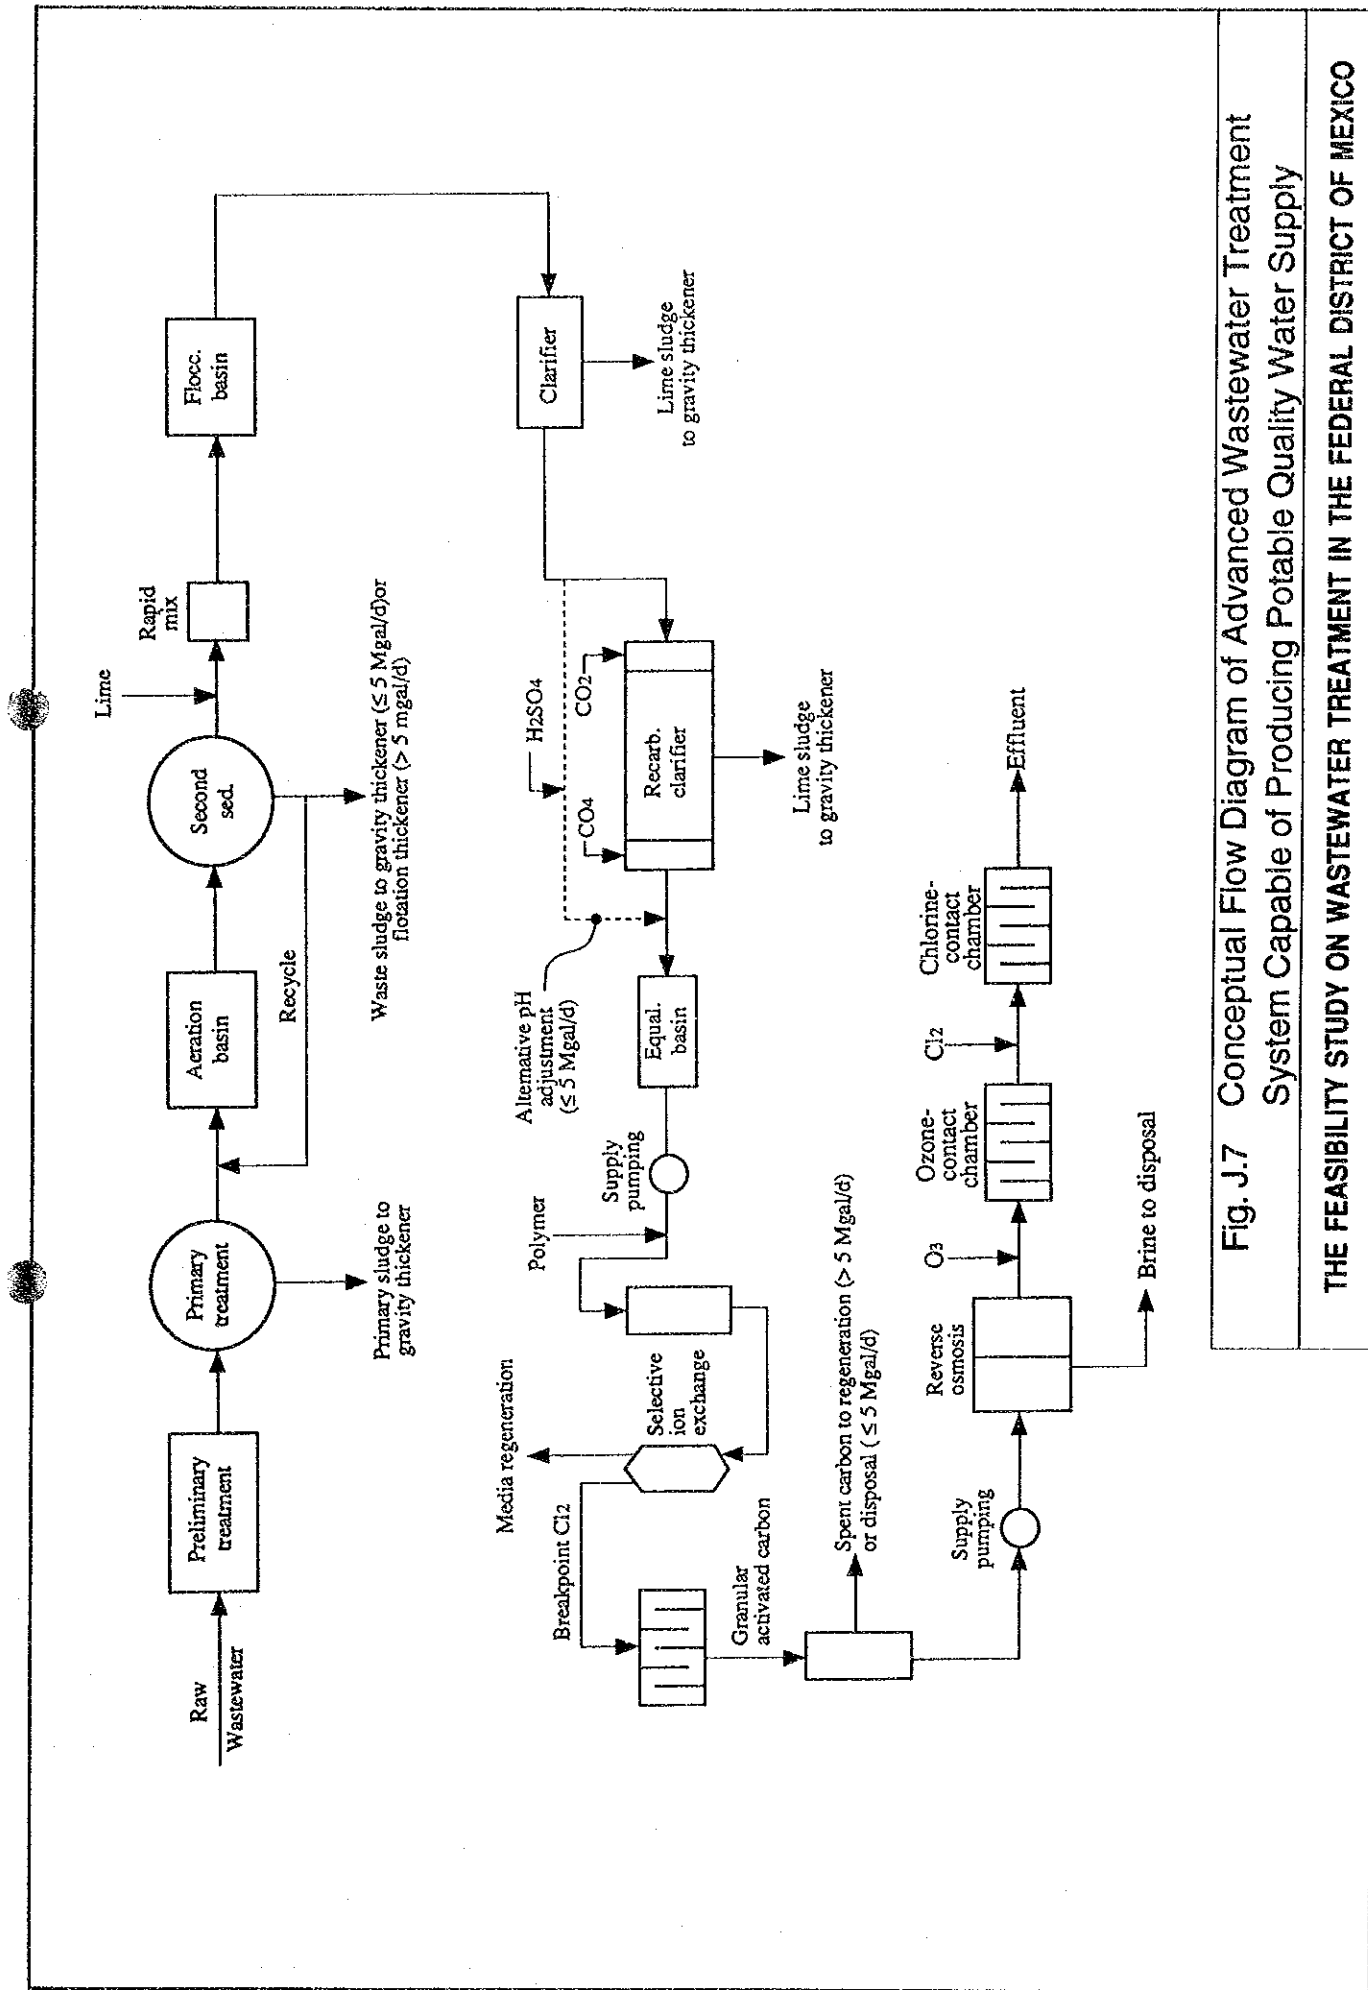 Raw
Wastewater
Preliminary
treatment
Primary
treatment
Primary sludge to
gravity thickener
Aeration
basin
Recycle
Second
sed.
Waste sludge to gravity thickener (≤ 5 Mgal/d)or
flotation thickener (> 5 mgal/d)
Lime
Rapid
mix
Flocc.
basin
Clarifier
Lime sludge
to gravity thickener
H2SO4
CO2
CO4
Recarb.
clarifier
Lime sludge
to gravity thickener
Alternative pH
adjustment
(≤ 5 Mgal/d)
Equal.
basin
Supply
pumping
Polymer
Selective
ion
exchange
Media regeneration
Breakpoint Cl2
Granular
activated carbon
Spent carbon to regeneration (> 5 Mgal/d)
or disposal ( ≤ 5 Mgal/d)
Supply
pumping
Reverse
osmosis
Brine to disposal
O3
Ozone-
contact
chamber
Cl2
Chlorine-
contact
chamber
Effluent
Fig. J.7 Conceptual Flow Diagram of Advanced Wastewater Treatment
System Capable of Producing Potable Quality Water Supply
THE FEASIBILITY STUDY ON WASTEWATER TREATMENT IN THE FEDERAL DISTRICT OF MEXICO